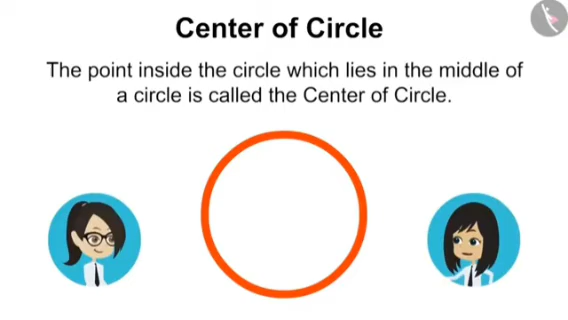 Center of Circle
The point inside the circle which lies in the middle of
a circle is called the Center of Circle.